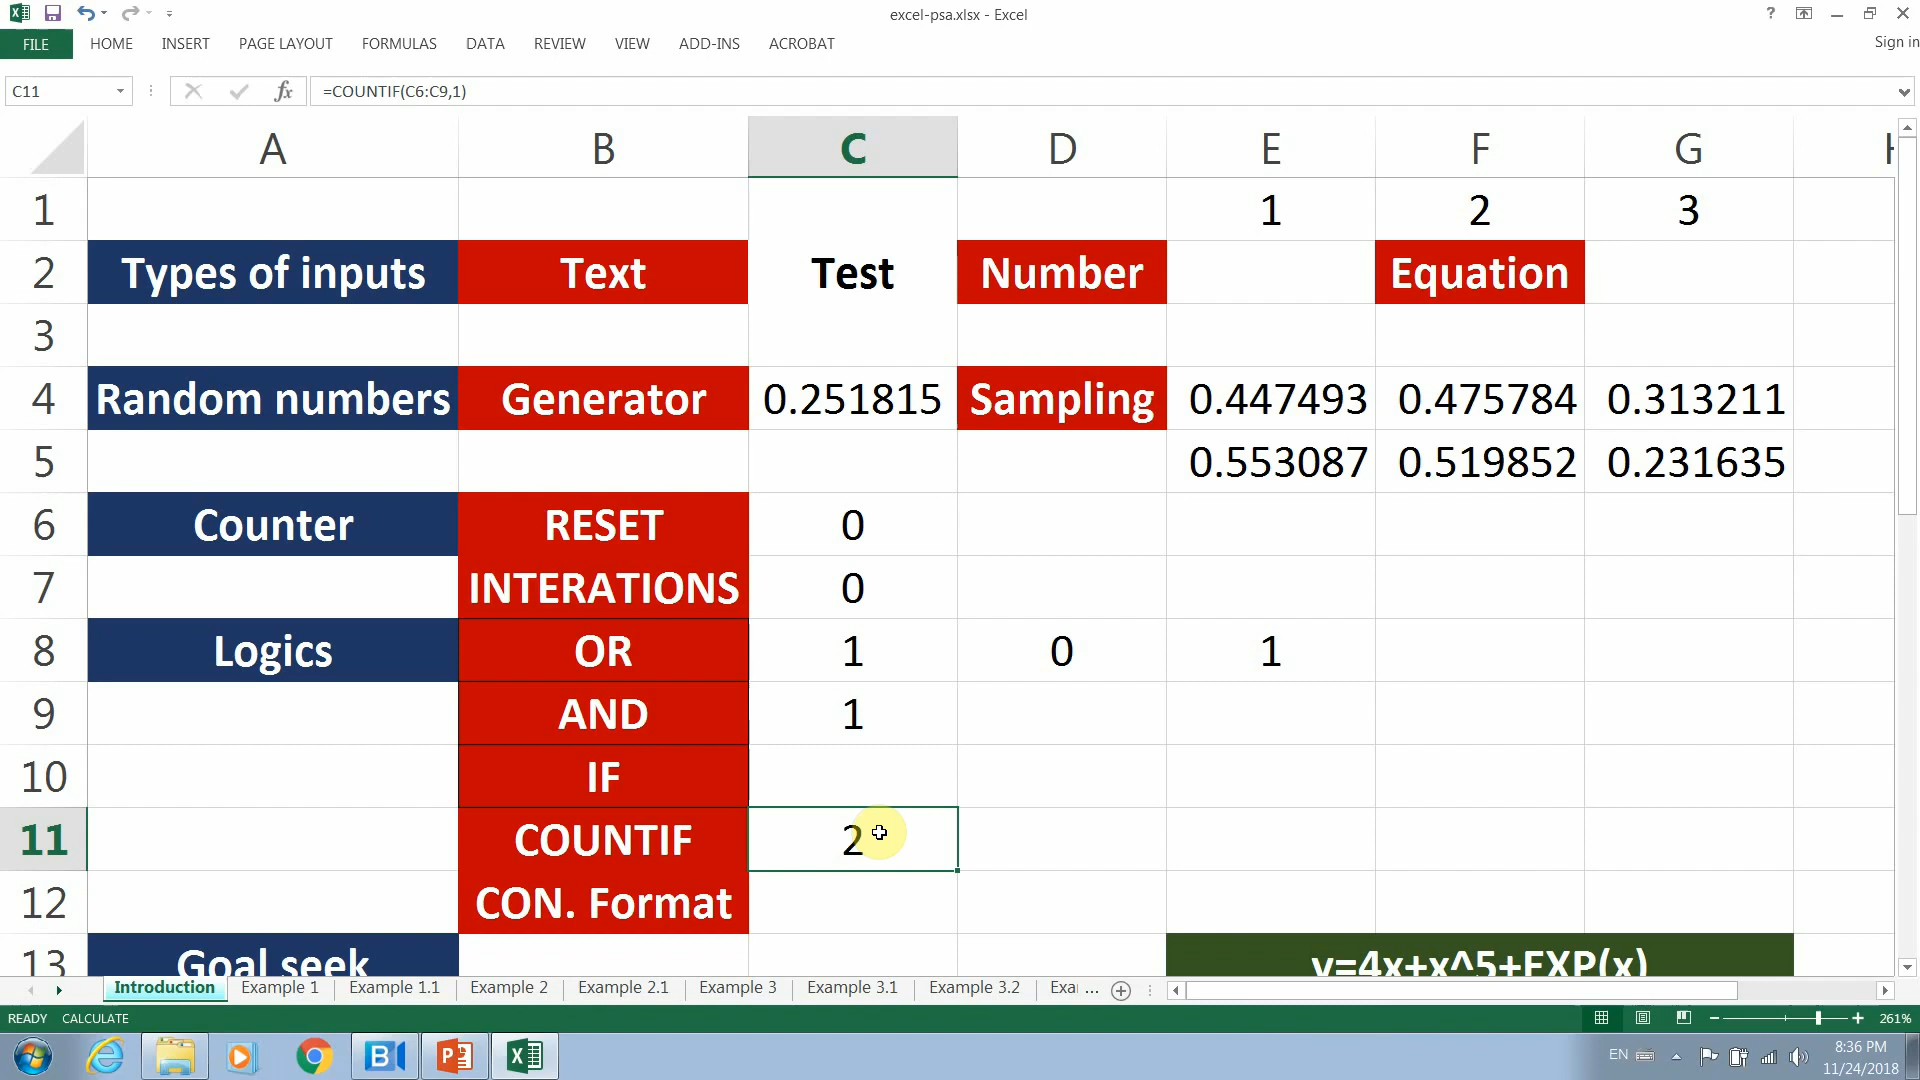 excel-psa.xlsx - Excel
?
FILE HOME INSERT PAGE LAYOUT FORMULAS DATA REVIEW VIEW ADD-INS ACROBAT Sign in
C11 fx =COUNTIF(C6:C9,1)
A B C D E F G
1 1 2 3
2 Types of inputs Text Test Number Equation
3
4 Random numbers Generator 0.251815 Sampling 0.447493 0.475784 0.313211
5 0.553087 0.519852 0.231635
6 Counter RESET 0
7 INTERATIONS 0
8 Logics OR 1 0 1
9 AND 1
10 IF
11 COUNTIF 2
12 CON. Format
13 Goal seek y=4x+x^5+EXP(x)
Introduction Example 1 Example 1.1 Example 2 Example 2.1 Example 3 Example 3.1 Example 3.2 Exa ...
READY CALCULATE 261%
EN 8:36 PM
11/24/2018